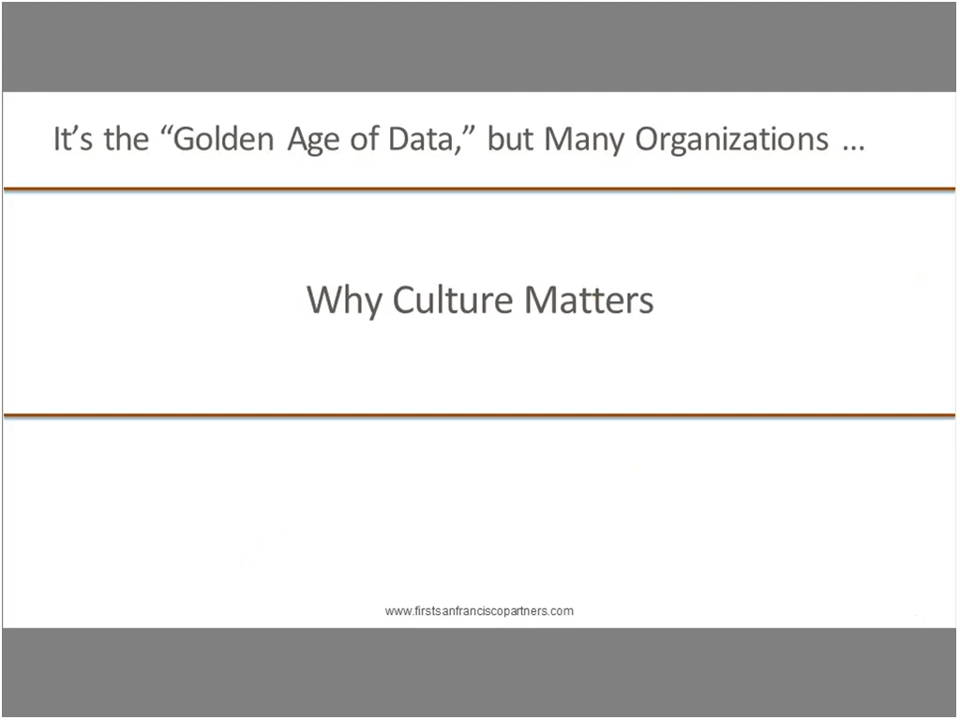 It’s the “Golden Age of Data,” but Many Organizations ...
Why Culture Matters
www.firstsanfranciscopartners.com